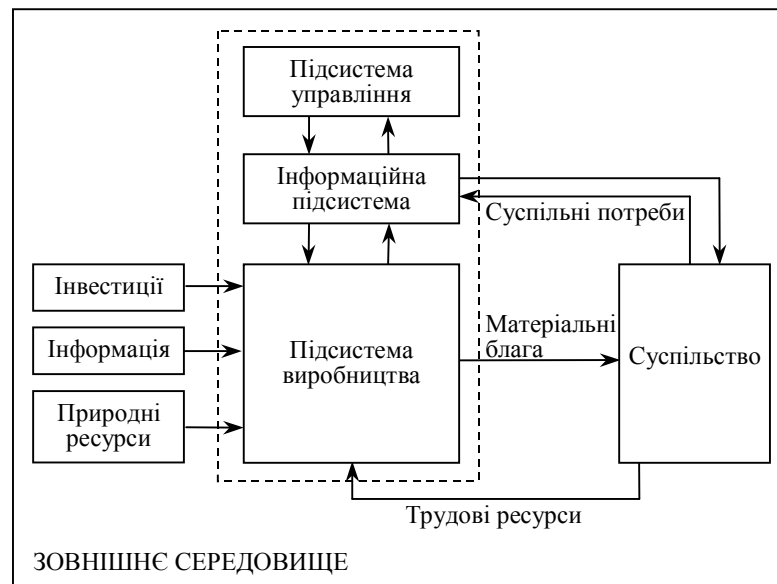 Підсистема
управління
Інформаційна
підсистема
Суспільні потреби
Інвестиції
Інформація
Природні
ресурси
Підсистема
виробництва
Матеріальні
блага
Суспільство
Трудові ресурси
ЗОВНІШНЄ СЕРЕДОВИЩЕ